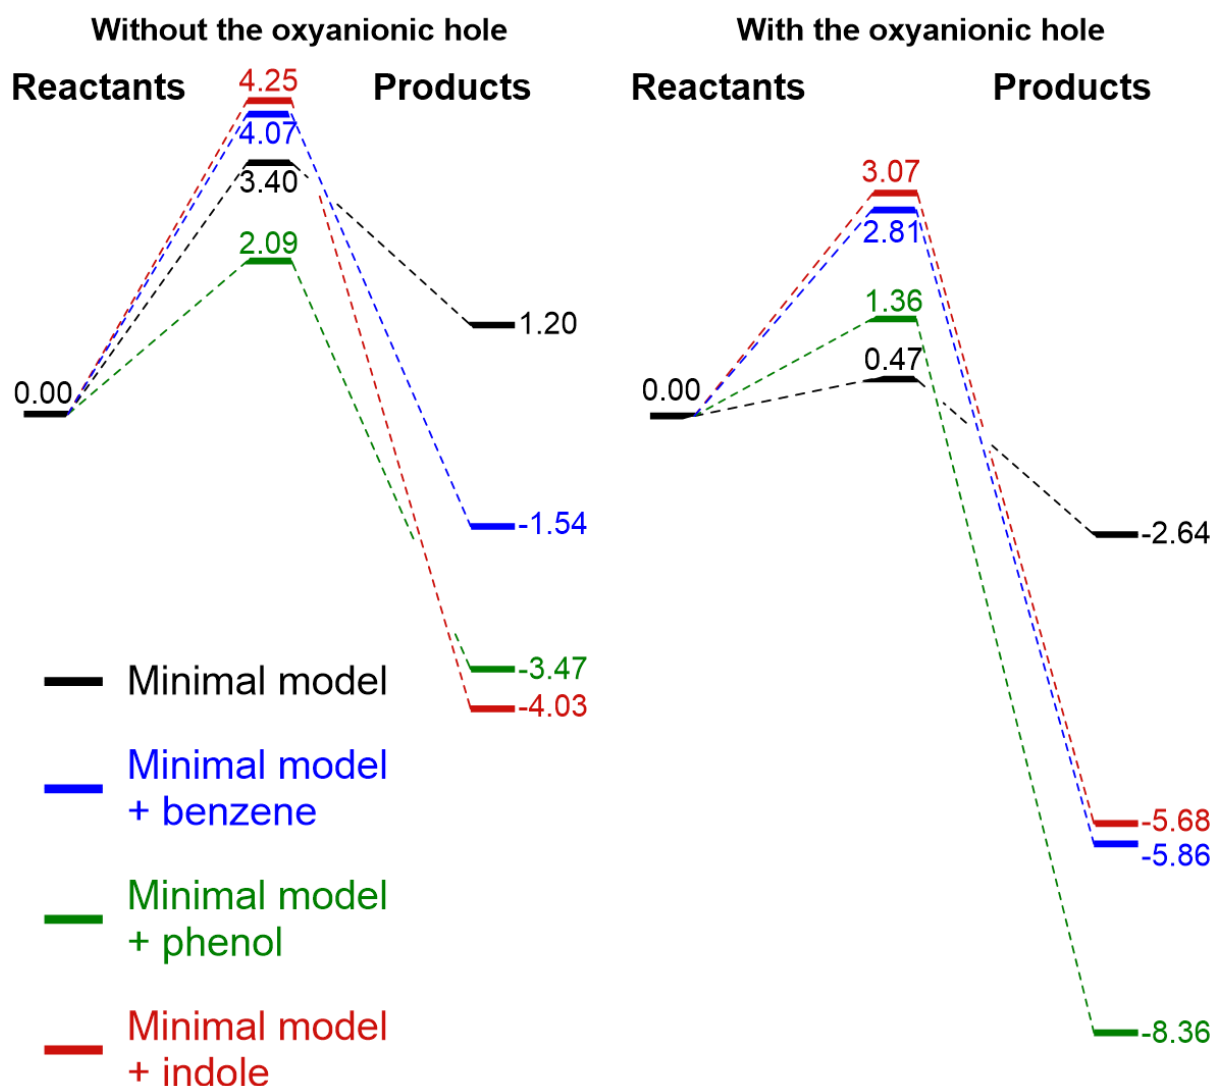 Without the oxyanionic hole
Reactants
Products
4.25
4.07
3.40
2.09
0.00
1.20
-1.54
-3.47
-4.03
With the oxyanionic hole
Reactants
Products
3.07
2.81
1.36
0.47
0.00
-2.64
-5.68
-5.86
-8.36
Minimal model
Minimal model
+ benzene
Minimal model
+ phenol
Minimal model
+ indole